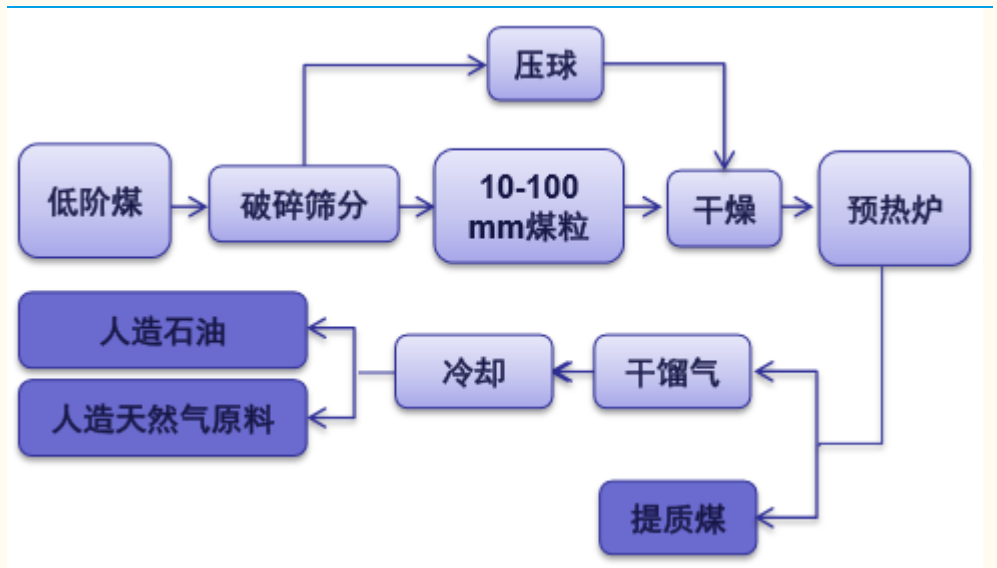 压球
低阶煤
破碎筛分
10-100
mm煤粒
干燥
预热炉
人造石油
人造天然气原料
冷却
干馏气
提质煤